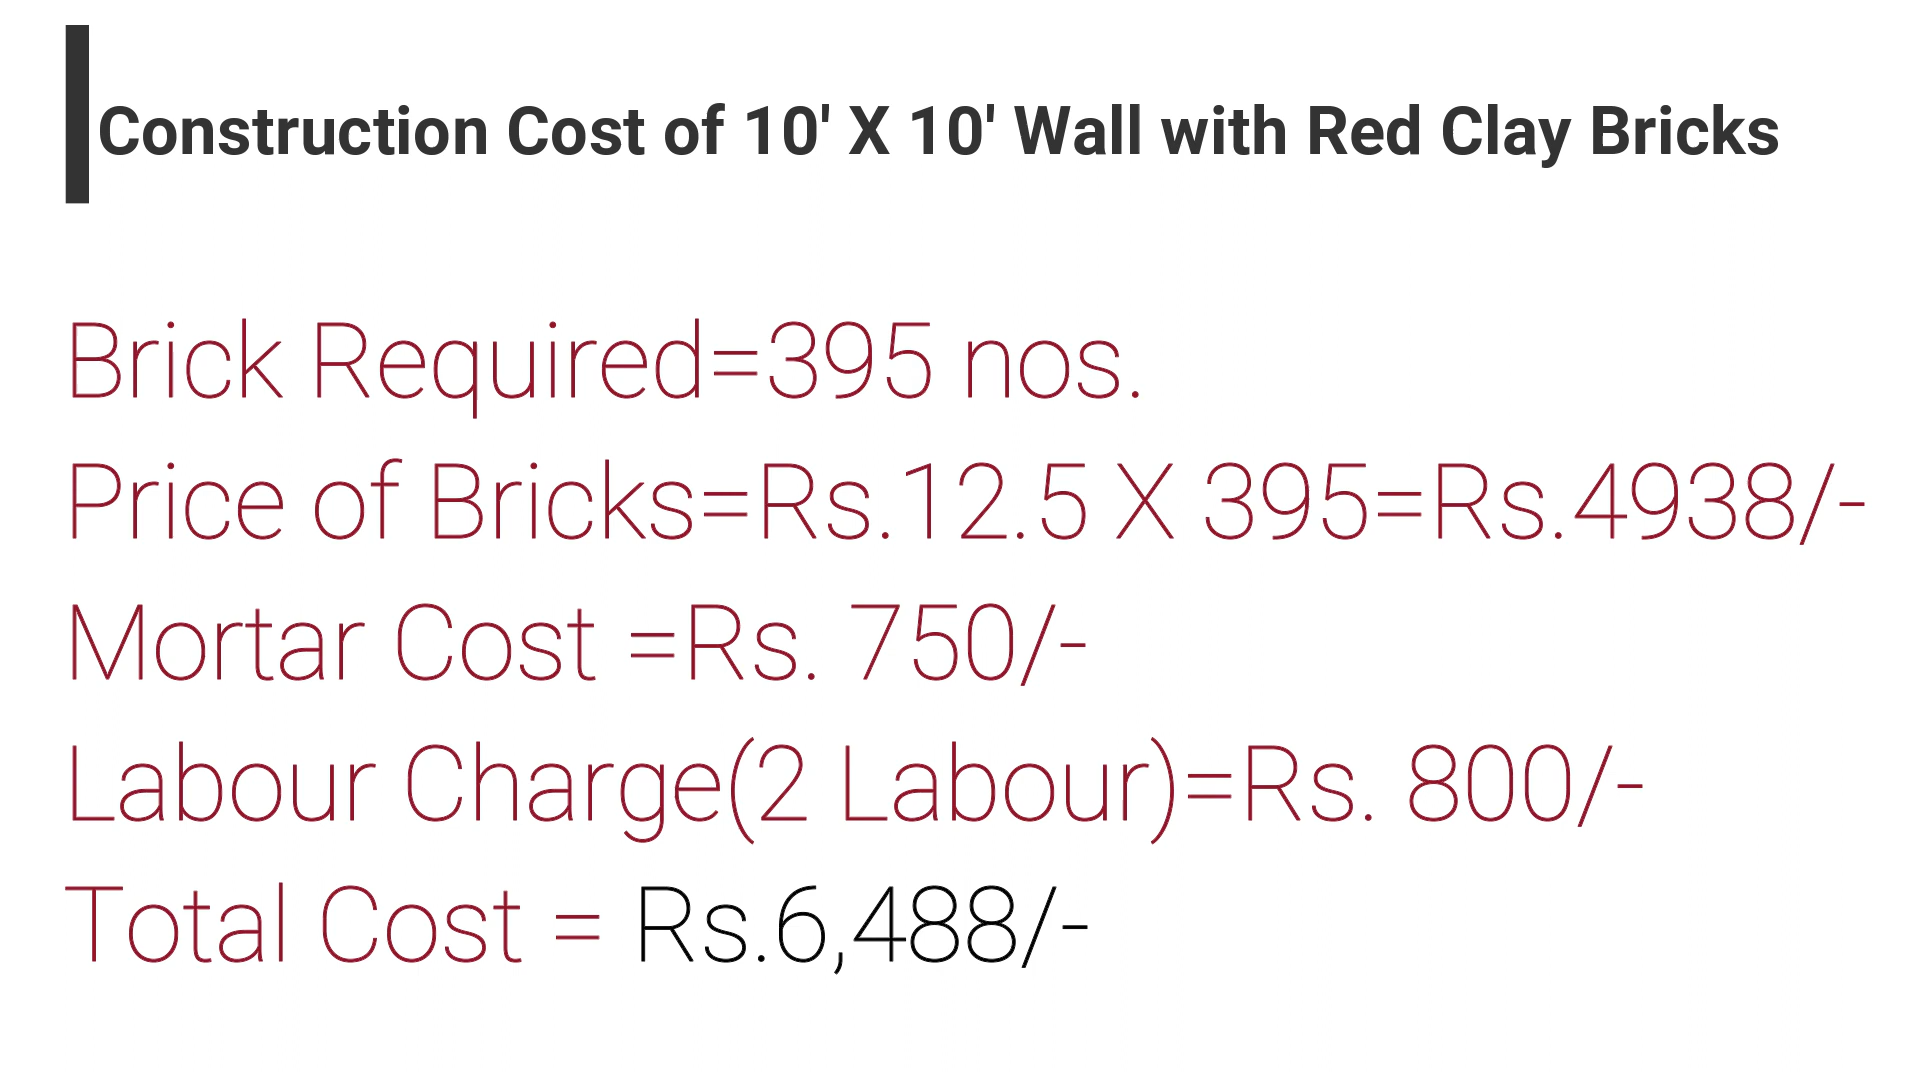 Construction Cost of 10' X 10' Wall with Red Clay Bricks
Brick Required=395 nos.
Price of Bricks=Rs.12.5 X 395=Rs.4938/-
Mortar Cost =Rs. 750/-
Labour Charge(2 Labour)=Rs. 800/-
Total Cost = Rs.6,488/-